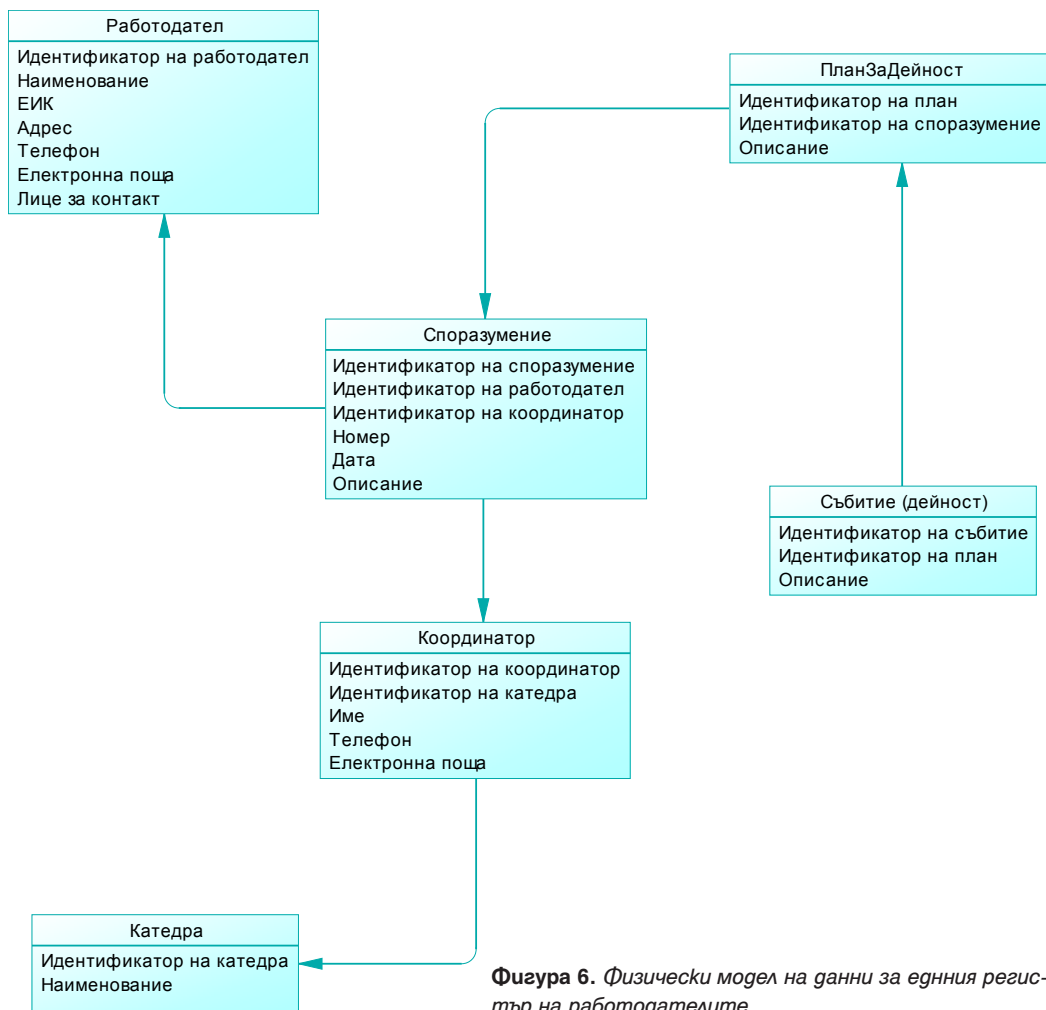 Работодател
Идентификатор на работодател
Наименование
ЕИК
Адрес
Телефон
Електронна поща
Лице за контакт
ПланЗаДейност
Идентификатор на план
Идентификатор на споразумение
Описание
Споразумение
Идентификатор на споразумение
Идентификатор на работодател
Идентификатор на координатор
Номер
Дата
Описание
Събитие (дейност)
Идентификатор на събитие
Идентификатор на план
Описание
Координатор
Идентификатор на координатор
Идентификатор на катедра
Име
Телефон
Електронна поща
Катедра
Идентификатор на катедра
Наименование
Фигура 6. Физически модел на данни за еднния регис-
тър на работодателите